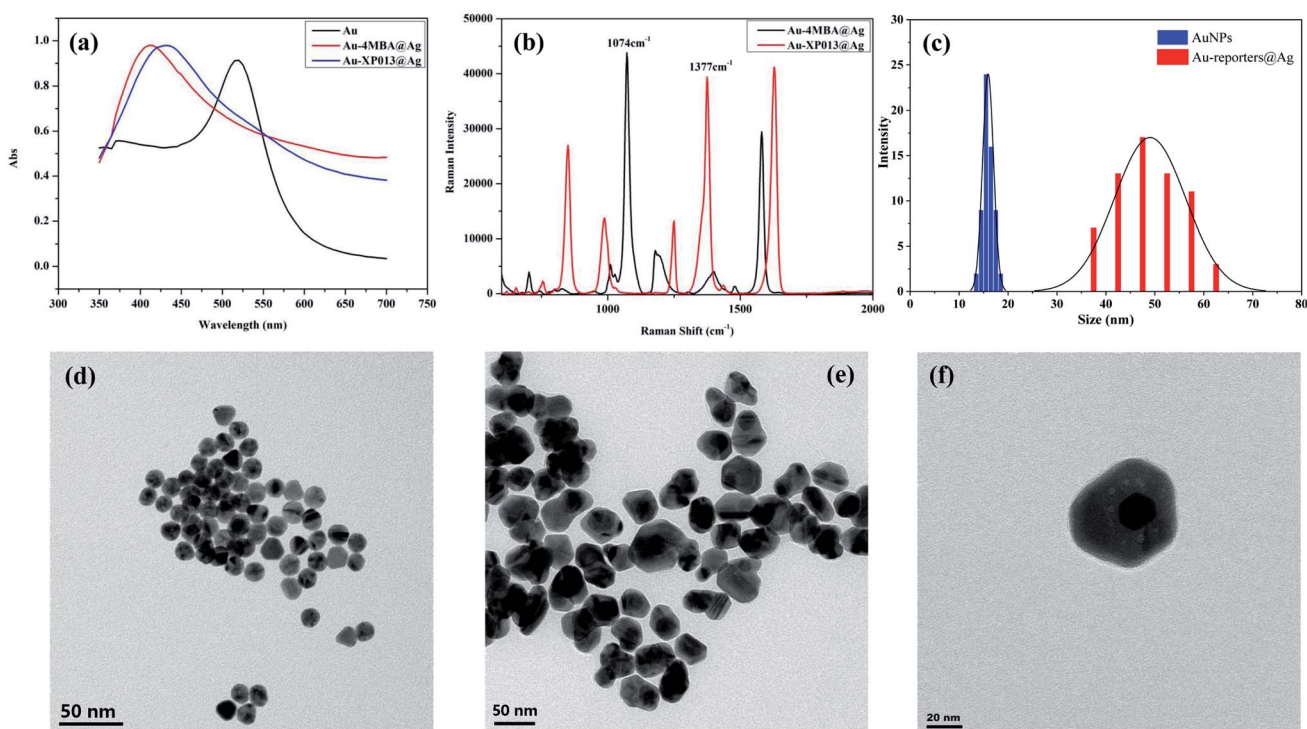 (a)
Au
Au-4MBA@Ag
Au-XP013@Ag
1.0
0.8
0.6
0.4
0.2
0.0
Abs
300 350 400 450 500 550 600 650 700 750
Wavelength (nm)
(b)
Au-4MBA@Ag
Au-XP013@Ag
1074cm-1
1377cm-1
50000
40000
30000
20000
10000
0
Raman Intensity
1000 1500 2000
Raman Shift (cm-1)
(c)
AuNPs
Au-reporters@Ag
30
25
20
15
10
5
0
Intensity
0 10 20 30 40 50 60 70 80
Size (nm)
(d)
50 nm
(e)
50 nm
(f)
20 nm